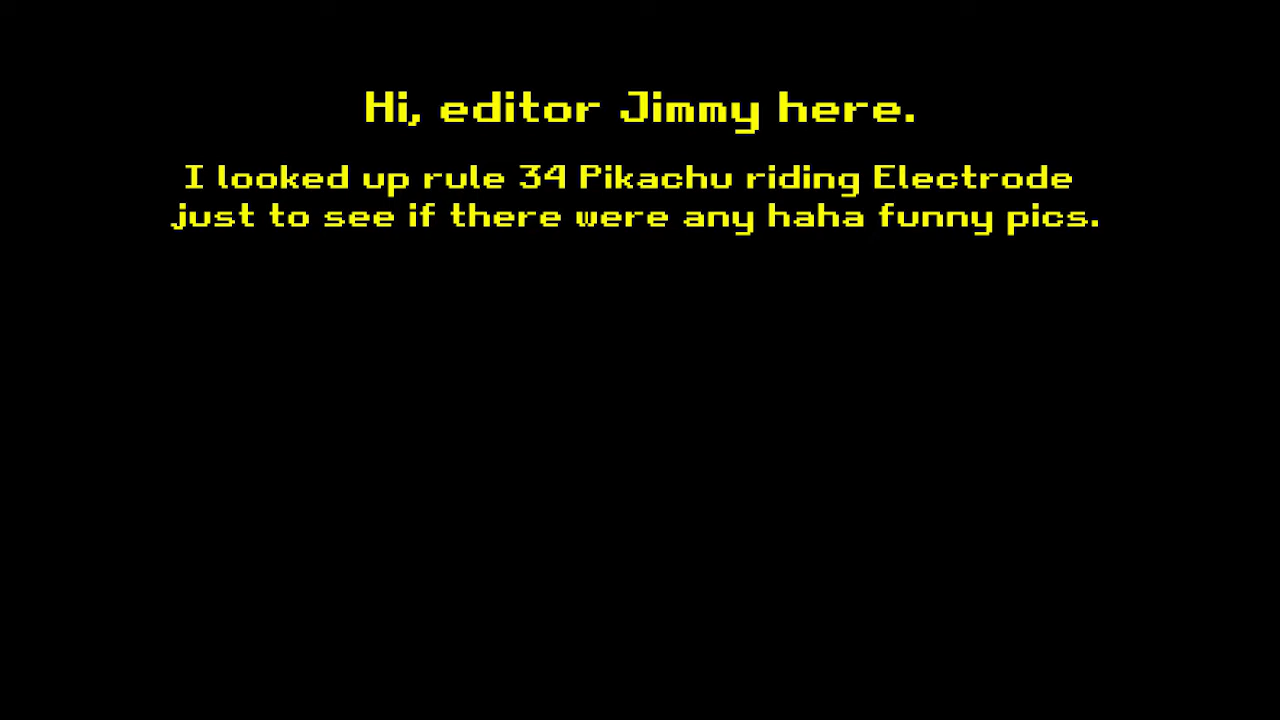 Hi, editor Jimmy here.
I looked up rule 34 Pikachu riding Electrode
just to see if there were any haha funny pics.